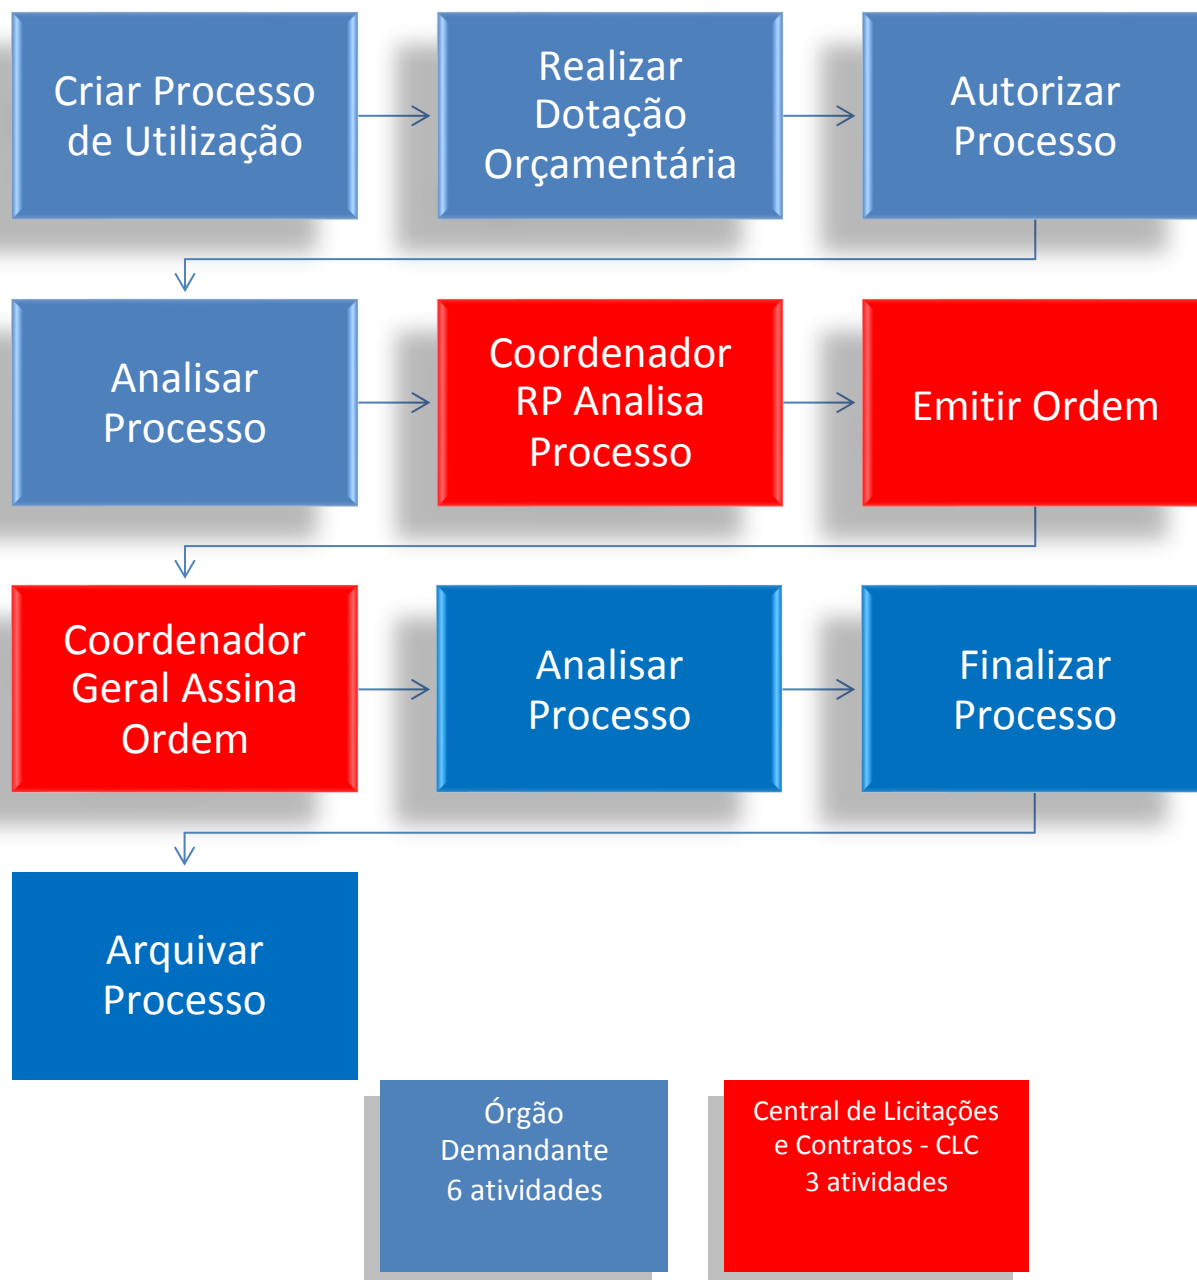 Criar Processo
de Utilização
Realizar
Dotação
Orçamentária
Autorizar
Processo
Analisar
Processo
Coordenador
RP Analisa
Processo
Emitir Ordem
Coordenador
Geral Assina
Ordem
Analisar
Processo
Finalizar
Processo
Arquivar
Processo
Órgão
Demandante
6 atividades
Central de Licitações
e Contratos - CLC
3 atividades